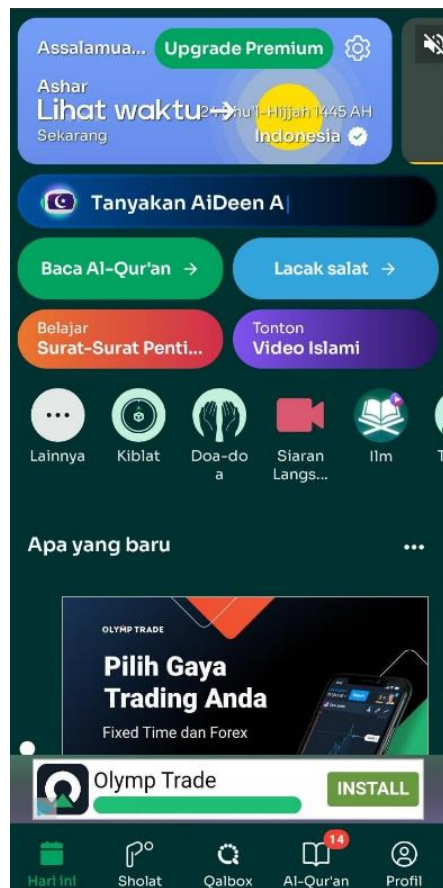 Assalamua...
Upgrade Premium
Ashar
Lihat waktu →
24 Dhu'l-Hijjah 1445 AH
Sekarang
Indonesia
Tanyakan AiDeen A
Baca Al-Qur'an →
Lacak salat →
Belajar
Surat-Surat Penti...
Tonton
Video Islami
Lainnya
Kiblat
Doa-do
a
Siaran
Langs...
Ilm
T
Apa yang baru
OLYMP TRADE
Pilih Gaya
Trading Anda
Fixed Time dan Forex
Olymp Trade
INSTALL
14
Hari ini
Sholat
Qalbox
Al-Qur'an
Profil